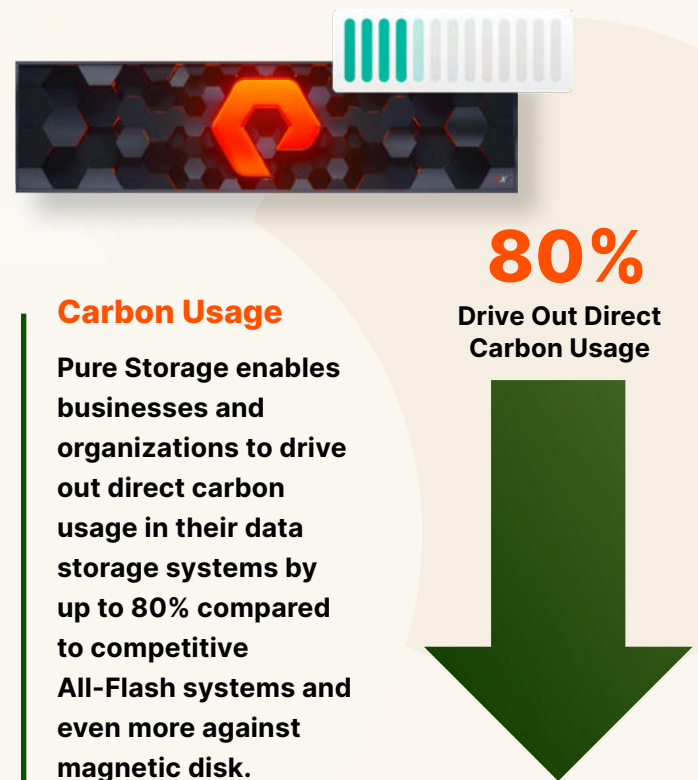 80%
Drive Out Direct
Carbon Usage
Carbon Usage
Pure Storage enables
businesses and
organizations to drive
out direct carbon
usage in their data
storage systems by
up to 80% compared
to competitive
All-Flash systems and
even more against
magnetic disk.